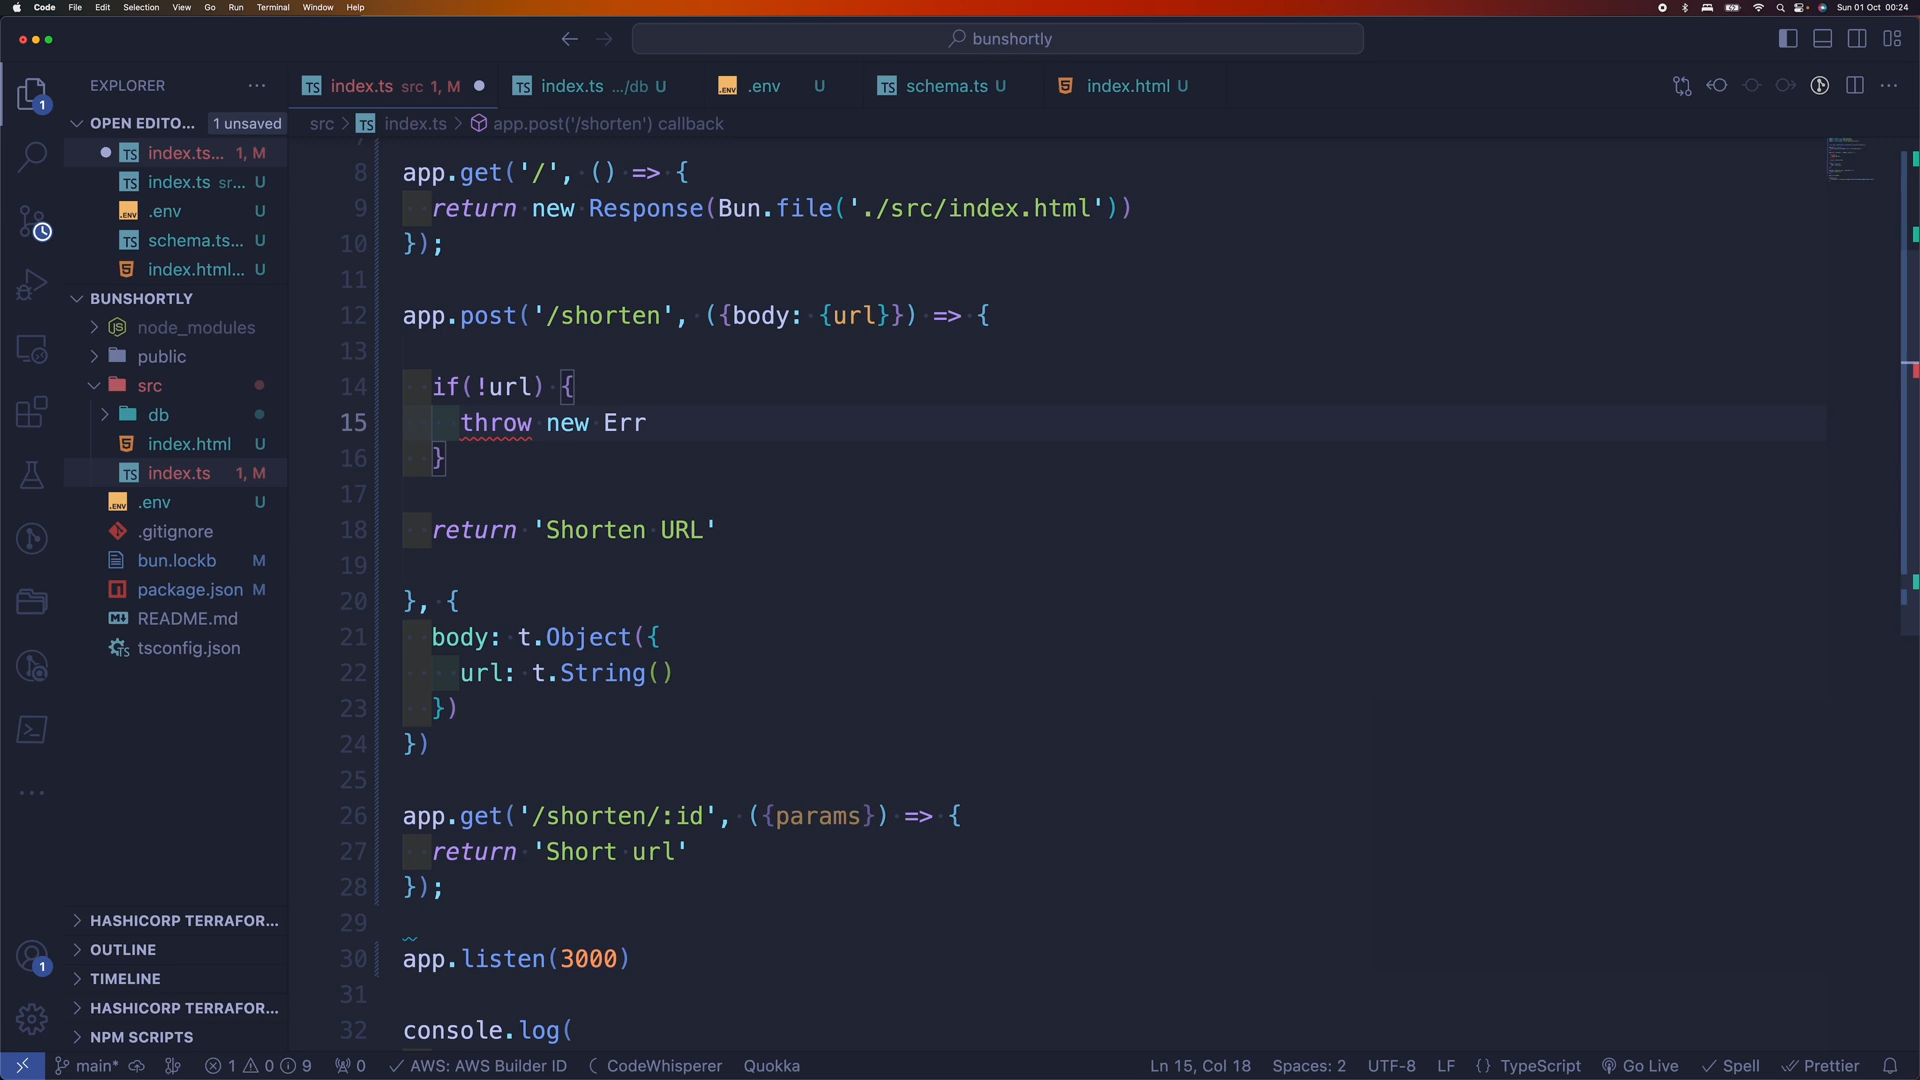 Code File Edit Selection View Go Run Terminal Window Help Sun 01 Oct 00:24
bunshortly
EXPLORER
index.ts src 1, M
index.ts .../db U
.env U
schema.ts U
index.html U
OPEN EDITO... 1 unsaved
src > index.ts > app.post('/shorten') callback
index.ts... 1, M
index.ts sr... U
.env U
schema.ts... U
index.html... U
BUNSHORTLY
node_modules
public
src
db
index.html U
index.ts 1, M
.env U
.gitignore
bun.lockb M
package.json M
README.md
tsconfig.json
HASHICORP TERRAFOR...
OUTLINE
TIMELINE
HASHICORP TERRAFOR...
NPM SCRIPTS
8 app.get('/', () => {
9 return new Response(Bun.file('./src/index.html'))
10 });
11
12 app.post('/shorten', ({body: {url}}) => {
13
14 if(!url) {
15 throw new Err
16 }
17
18 return 'Shorten URL'
19
20 }, {
21 body: t.Object({
22 url: t.String()
23 })
24 })
25
26 app.get('/shorten/:id', ({params}) => {
27 return 'Short url'
28 });
29
30 app.listen(3000)
31
32 console.log(
main* 1 0 9 0 AWS: AWS Builder ID CodeWhisperer Quokka Ln 15, Col 18 Spaces: 2 UTF-8 LF {} TypeScript Go Live Spell Prettier